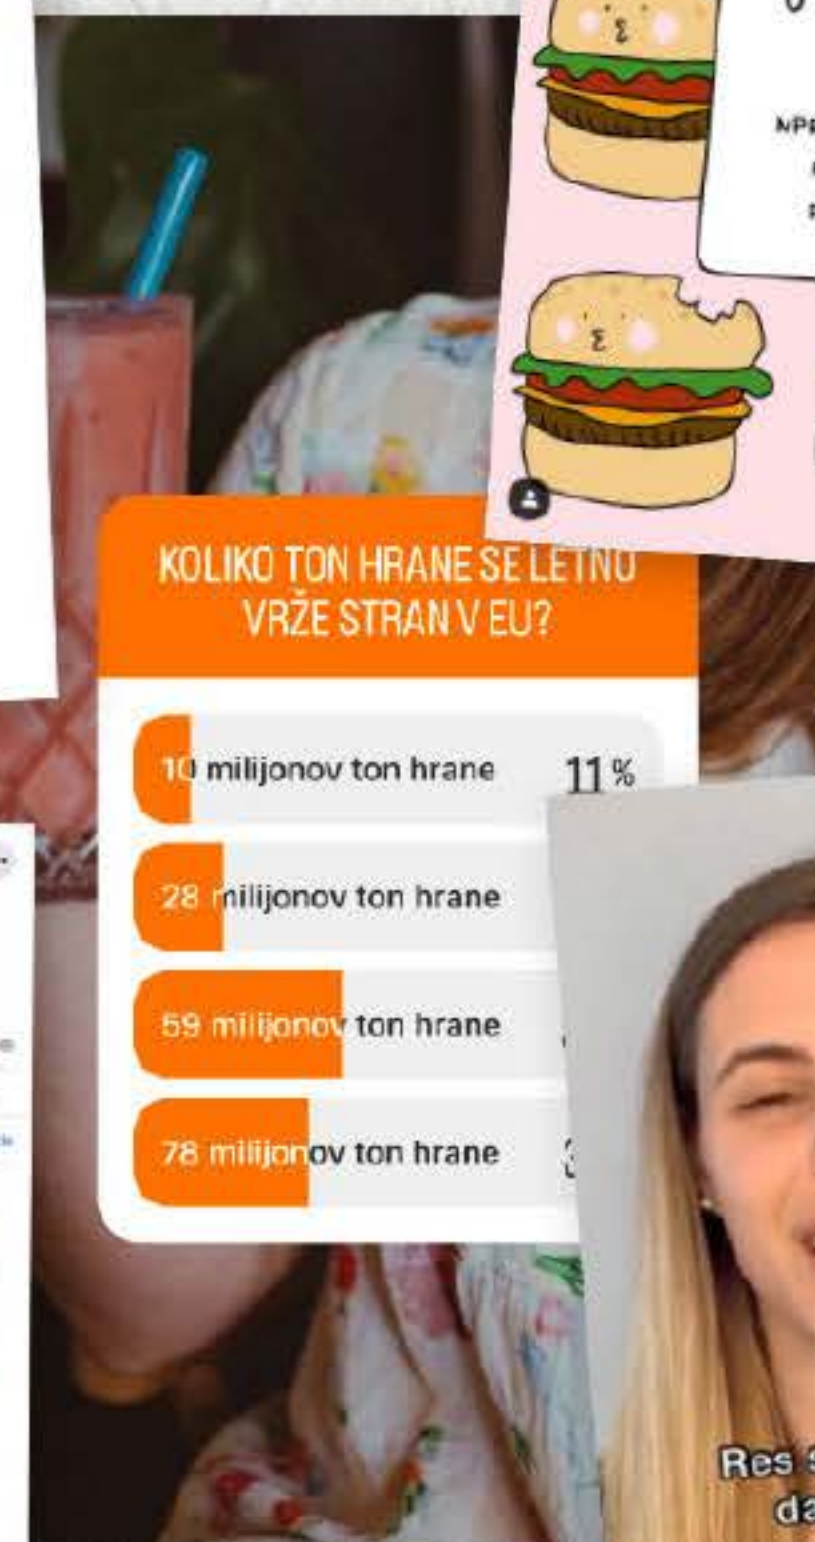 KOLIKO TON HRANE SE LETNO
VRŽE STRAN V EU?
10 milijonov ton hrane 11%
28 milijonov ton hrane
59 milijonov ton hrane
78 milijonov ton hrane
Res